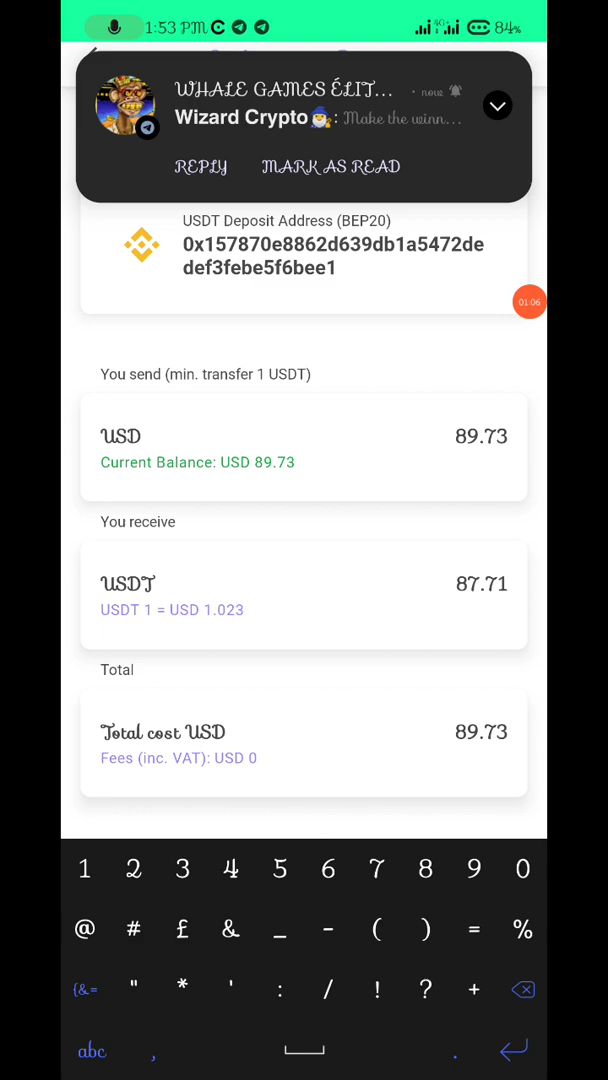 1:53 PM
4G+
84%
WHALE GAMES ÉLIT... · now
Wizard Crypto🧙‍♂️: Make the winn...
REPLY MARK AS READ
USDT Deposit Address (BEP20)
0x157870e8862d639db1a5472de
def3febe5f6bee1
01:06
You send (min. transfer 1 USDT)
USD 89.73
Current Balance: USD 89.73
You receive
USDT 87.71
USDT 1 = USD 1.023
Total
Total cost USD 89.73
Fees (inc. VAT): USD 0
1 2 3 4 5 6 7 8 9 0
@ # £ & _ - ( ) = %
{&= " * ' : / ! ? +
abc , .